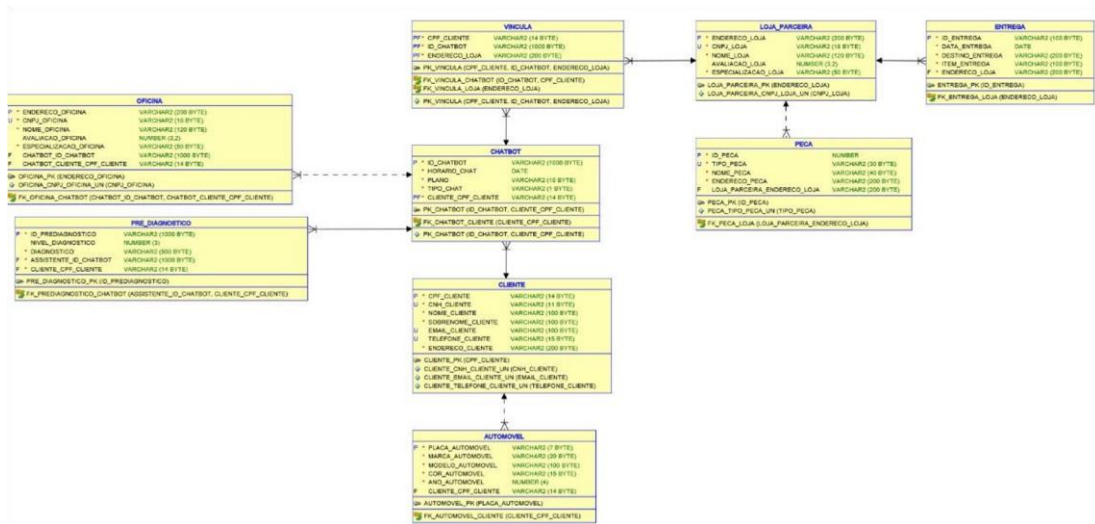 VINCULA
PF* CPF_CLIENTE VARCHAR2 (14 BYTE)
PF* ID_CHATBOT VARCHAR2 (1000 BYTE)
PF* ENDERECO_LOJA VARCHAR2 (200 BYTE)
PK_VINCULA (CPF_CLIENTE, ID_CHATBOT, ENDERECO_LOJA)
FK_VINCULA_CHATBOT (ID_CHATBOT, CPF_CLIENTE)
FK_VINCULA_LOJA (ENDERECO_LOJA)
PK_VINCULA (CPF_CLIENTE, ID_CHATBOT, ENDERECO_LOJA)
LOJA_PARCEIRA
P * ENDERECO_LOJA VARCHAR2 (200 BYTE)
U * CNPJ_LOJA VARCHAR2 (18 BYTE)
* NOME_LOJA VARCHAR2 (120 BYTE)
AVALIACAO_LOJA NUMBER (3,2)
* ESPECIALIZACAO_LOJA VARCHAR2 (50 BYTE)
LOJA_PARCEIRA_PK (ENDERECO_LOJA)
LOJA_PARCEIRA_CNPJ_LOJA_UN (CNPJ_LOJA)
ENTREGA
P * ID_ENTREGA VARCHAR2 (100 BYTE)
* DATA_ENTREGA DATE
* DESTINO_ENTREGA VARCHAR2 (200 BYTE)
* ITEM_ENTREGA VARCHAR2 (100 BYTE)
F * ENDERECO_LOJA VARCHAR2 (200 BYTE)
ENTREGA_PK (ID_ENTREGA)
FK_ENTREGA_LOJA (ENDERECO_LOJA)
OFICINA
P * ENDERECO_OFICINA VARCHAR2 (200 BYTE)
U * CNPJ_OFICINA VARCHAR2 (18 BYTE)
* NOME_OFICINA VARCHAR2 (120 BYTE)
AVALIACAO_OFICINA NUMBER (3,2)
* ESPECIALIZACAO_OFICINA VARCHAR2 (50 BYTE)
F CHATBOT_ID_CHATBOT VARCHAR2 (1000 BYTE)
F CHATBOT_CLIENTE_CPF_CLIENTE VARCHAR2 (14 BYTE)
OFICINA_PK (ENDERECO_OFICINA)
OFICINA_CNPJ_OFICINA_UN (CNPJ_OFICINA)
FK_OFICINA_CHATBOT (CHATBOT_ID_CHATBOT, CHATBOT_CLIENTE_CPF_CLIENTE)
CHATBOT
P * ID_CHATBOT VARCHAR2 (1000 BYTE)
* HORARIO_CHAT DATE
* PLANO VARCHAR2 (10 BYTE)
* TIPO_CHAT VARCHAR2 (1 BYTE)
PF* CLIENTE_CPF_CLIENTE VARCHAR2 (14 BYTE)
PK_CHATBOT (ID_CHATBOT, CLIENTE_CPF_CLIENTE)
FK_CHATBOT_CLIENTE (CLIENTE_CPF_CLIENTE)
PK_CHATBOT (ID_CHATBOT, CLIENTE_CPF_CLIENTE)
PECA
P * ID_PECA NUMBER
U * TIPO_PECA VARCHAR2 (30 BYTE)
* NOME_PECA VARCHAR2 (40 BYTE)
* ENDERECO_PECA VARCHAR2 (200 BYTE)
F LOJA_PARCEIRA_ENDERECO_LOJA VARCHAR2 (200 BYTE)
PECA_PK (ID_PECA)
PECA_TIPO_PECA_UN (TIPO_PECA)
FK_PECA_LOJA (LOJA_PARCEIRA_ENDERECO_LOJA)
PRE_DIAGNOSTICO
P * ID_PREDIAGNOSTICO VARCHAR2 (1000 BYTE)
NIVEL_DIAGNOSTICO NUMBER (3)
* DIAGNOSTICO VARCHAR2 (500 BYTE)
F * ASSISTENTE_ID_CHATBOT VARCHAR2 (1000 BYTE)
F * CLIENTE_CPF_CLIENTE VARCHAR2 (14 BYTE)
PRE_DIAGNOSTICO_PK (ID_PREDIAGNOSTICO)
FK_PREDIAGNOSTICO_CHATBOT (ASSISTENTE_ID_CHATBOT, CLIENTE_CPF_CLIENTE)
CLIENTE
P * CPF_CLIENTE VARCHAR2 (14 BYTE)
U * CNH_CLIENTE VARCHAR2 (11 BYTE)
* NOME_CLIENTE VARCHAR2 (100 BYTE)
* SOBRENOME_CLIENTE VARCHAR2 (100 BYTE)
U EMAIL_CLIENTE VARCHAR2 (100 BYTE)
U TELEFONE_CLIENTE VARCHAR2 (15 BYTE)
* ENDERECO_CLIENTE VARCHAR2 (200 BYTE)
CLIENTE_PK (CPF_CLIENTE)
CLIENTE_CNH_CLIENTE_UN (CNH_CLIENTE)
CLIENTE_EMAIL_CLIENTE_UN (EMAIL_CLIENTE)
CLIENTE_TELEFONE_CLIENTE_UN (TELEFONE_CLIENTE)
AUTOMOVEL
P * PLACA_AUTOMOVEL VARCHAR2 (7 BYTE)
* MARCA_AUTOMOVEL VARCHAR2 (20 BYTE)
* MODELO_AUTOMOVEL VARCHAR2 (100 BYTE)
* COR_AUTOMOVEL VARCHAR2 (15 BYTE)
* ANO_AUTOMOVEL NUMBER (4)
F CLIENTE_CPF_CLIENTE VARCHAR2 (14 BYTE)
AUTOMOVEL_PK (PLACA_AUTOMOVEL)
FK_AUTOMOVEL_CLIENTE (CLIENTE_CPF_CLIENTE)